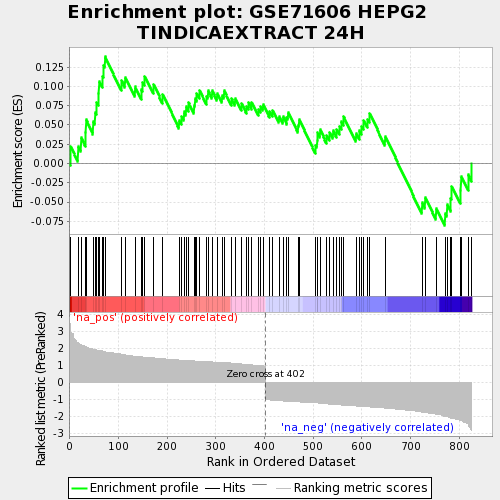 Enrichment plot: GSE71606 HEPG2
TINDICAEXTRACT 24H
Enrichment score (ES)
0.125
0.100
0.075
0.050
0.025
0.000
-0.025
-0.050
-0.075
'na_pos' (positively correlated)
Ranked list metric (PreRanked)
4
3
2
1
0
-1
-2
-3
Zero cross at 402
'na_neg' (negatively correlated)
0
100
200
300
400
500
600
700
800
Rank in Ordered Dataset
Enrichment profile
Hits
Ranking metric scores